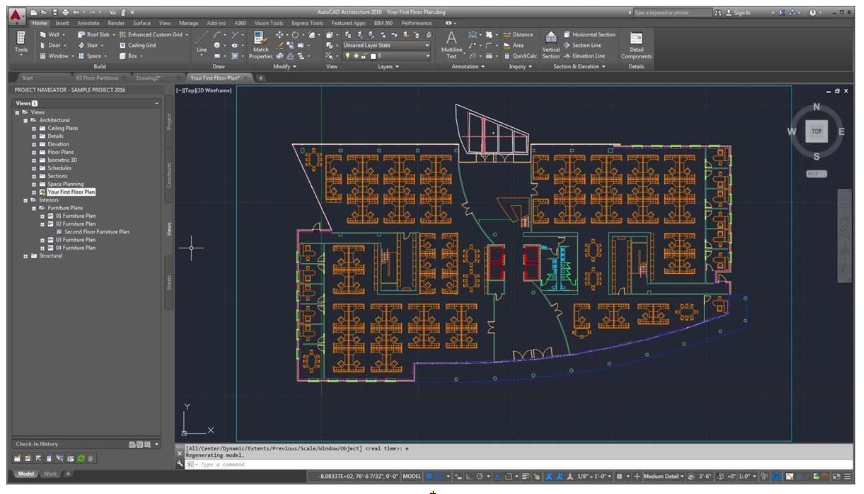 AutoCAD Architecture 2016 Your First Floor Plan.dwg
Type a keyword or phrase
Sign In
Home Insert Annotate Render Survey View Manage Add-ins A360 Vision Tools Express Tools Featured Apps BIM 360 Performance
Tools
Wall
Door
Window
Roof Slab
Stair
Space
Enhanced Custom Grid
Ceiling Grid
Box
Line
Match
Properties
Unsaved Layer State
0
Multiline
Text
Distance
Area
QuickCalc
Vertical
Section
Horizontal Section
Section Line
Elevation Line
Detail
Components
Build Draw Modify View Layers Annotation Inquiry Section & Elevation Details
Start 03 Floor Partitions Drawing1* Your First Floor Plan*
PROJECT NAVIGATOR - SAMPLE PROJECT 2016
[−][Top][2D Wireframe]
Views
Views
Architectural
Ceiling Plans
Details
Elevation
Floor Plans
Isometric 3D
Schedules
Sections
Space Planning
Your First Floor Plan
Interiors
Furniture Plans
01 Furniture Plan
02 Furniture Plan
Second Floor Furniture Plan
03 Furniture Plan
04 Furniture Plan
Structural
Project
Constructs
Views
Sheets
N
W TOP E
S
WCS
Y
X
Check-In History
[All/Center/Dynamic/Extents/Previous/Scale/Window/Object] <real time>: e
Regenerating model.
Type a command
Model Work
MODEL
1/8" = 1'-0"
Medium Detail
3'-6"
+0" 1:0"